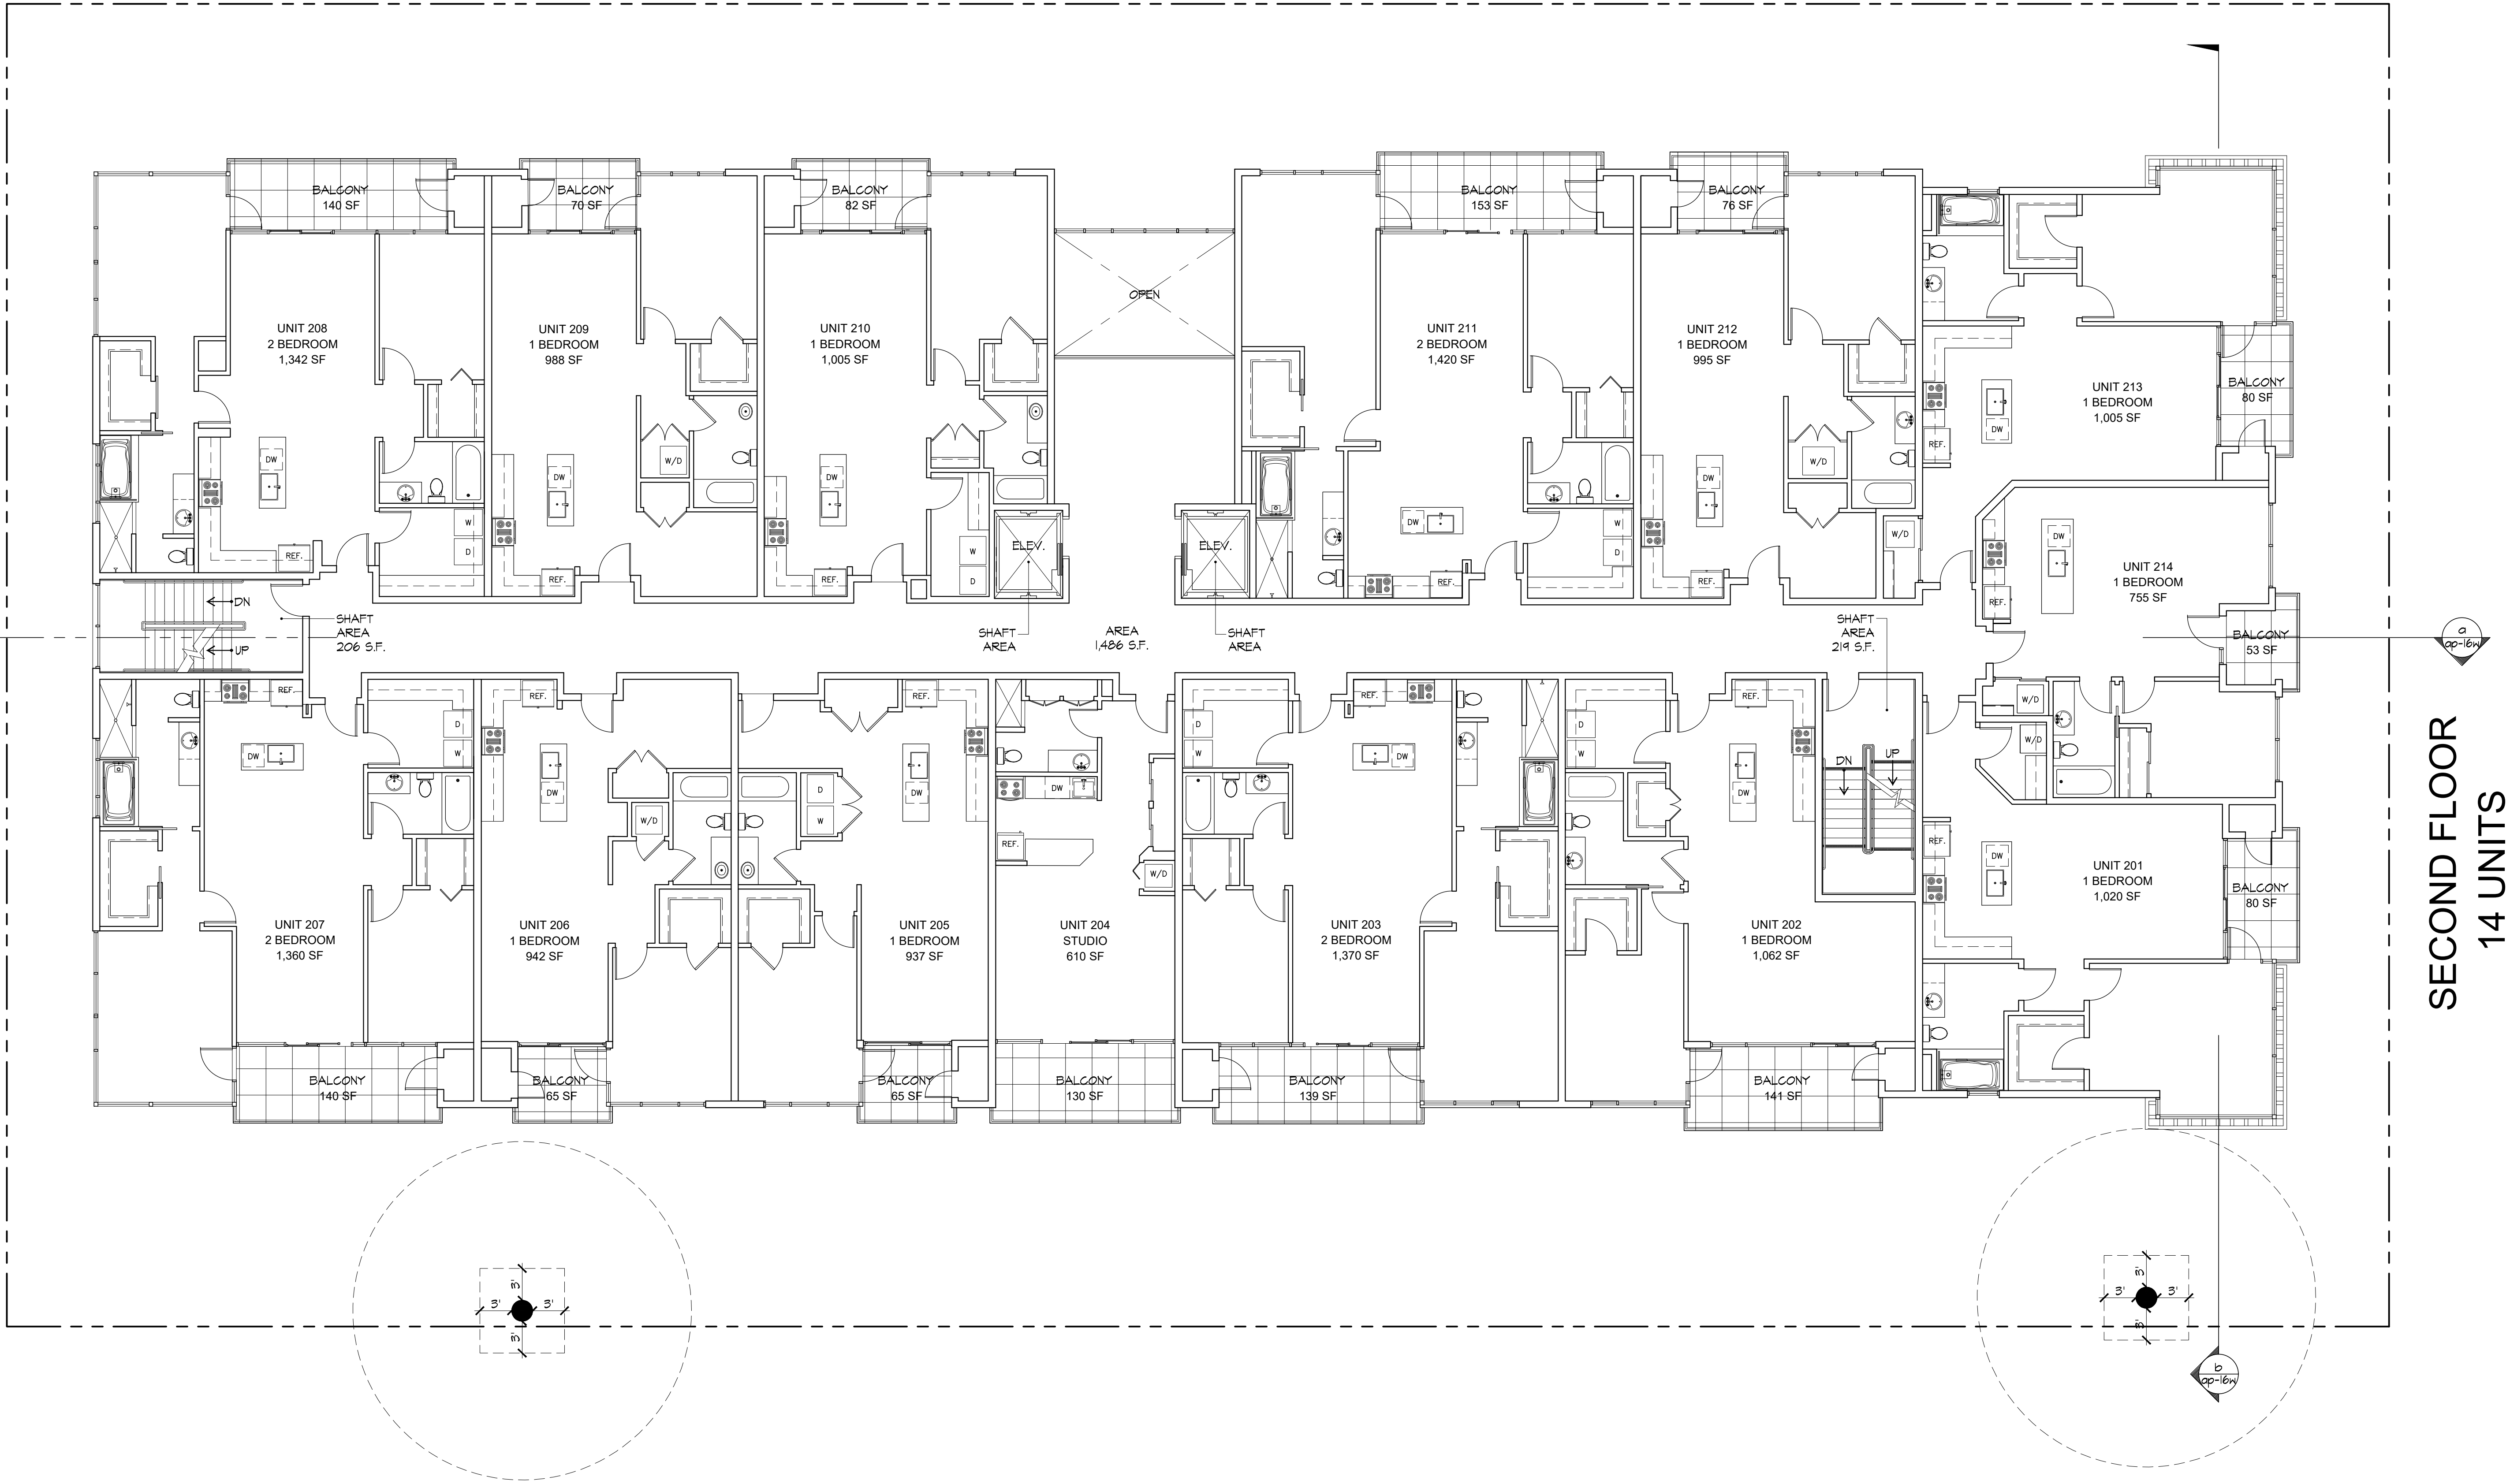 BALCONY
140 SF
BALCONY
70 SF
BALCONY
82 SF
BALCONY
153 SF
BALCONY
76 SF
OPEN
UNIT 208
2 BEDROOM
1,342 SF
UNIT 209
1 BEDROOM
988 SF
UNIT 210
1 BEDROOM
1,005 SF
UNIT 211
2 BEDROOM
1,420 SF
UNIT 212
1 BEDROOM
995 SF
UNIT 213
1 BEDROOM
1,005 SF
BALCONY
80 SF
DW
REF.
W
D
DW
W/D
REF.
DW
REF.
W
D
ELEV.
ELEV.
DW
REF.
W
D
DW
W/D
REF.
W/D
REF.
DW
DW
REF.
UNIT 214
1 BEDROOM
755 SF
BALCONY
53 SF
DN
UP
SHAFT
AREA
206 S.F.
SHAFT
AREA
AREA
1,486 S.F.
SHAFT
AREA
SHAFT
AREA
219 S.F.
a
ap-16w
REF.
DW
D
W
REF.
DW
W/D
REF.
DW
D
W
DW
REF.
W/D
D
W
REF.
DW
D
W
REF.
DW
DN
UP
W/D
W/D
REF.
DW
UNIT 207
2 BEDROOM
1,360 SF
UNIT 206
1 BEDROOM
942 SF
UNIT 205
1 BEDROOM
937 SF
UNIT 204
STUDIO
610 SF
UNIT 203
2 BEDROOM
1,370 SF
UNIT 202
1 BEDROOM
1,062 SF
UNIT 201
1 BEDROOM
1,020 SF
BALCONY
80 SF
BALCONY
140 SF
BALCONY
65 SF
BALCONY
65 SF
BALCONY
130 SF
BALCONY
139 SF
BALCONY
141 SF
3'
3'
3'
3'
3'
3'
3'
3'
b
ap-16w
SECOND FLOOR
14 UNITS